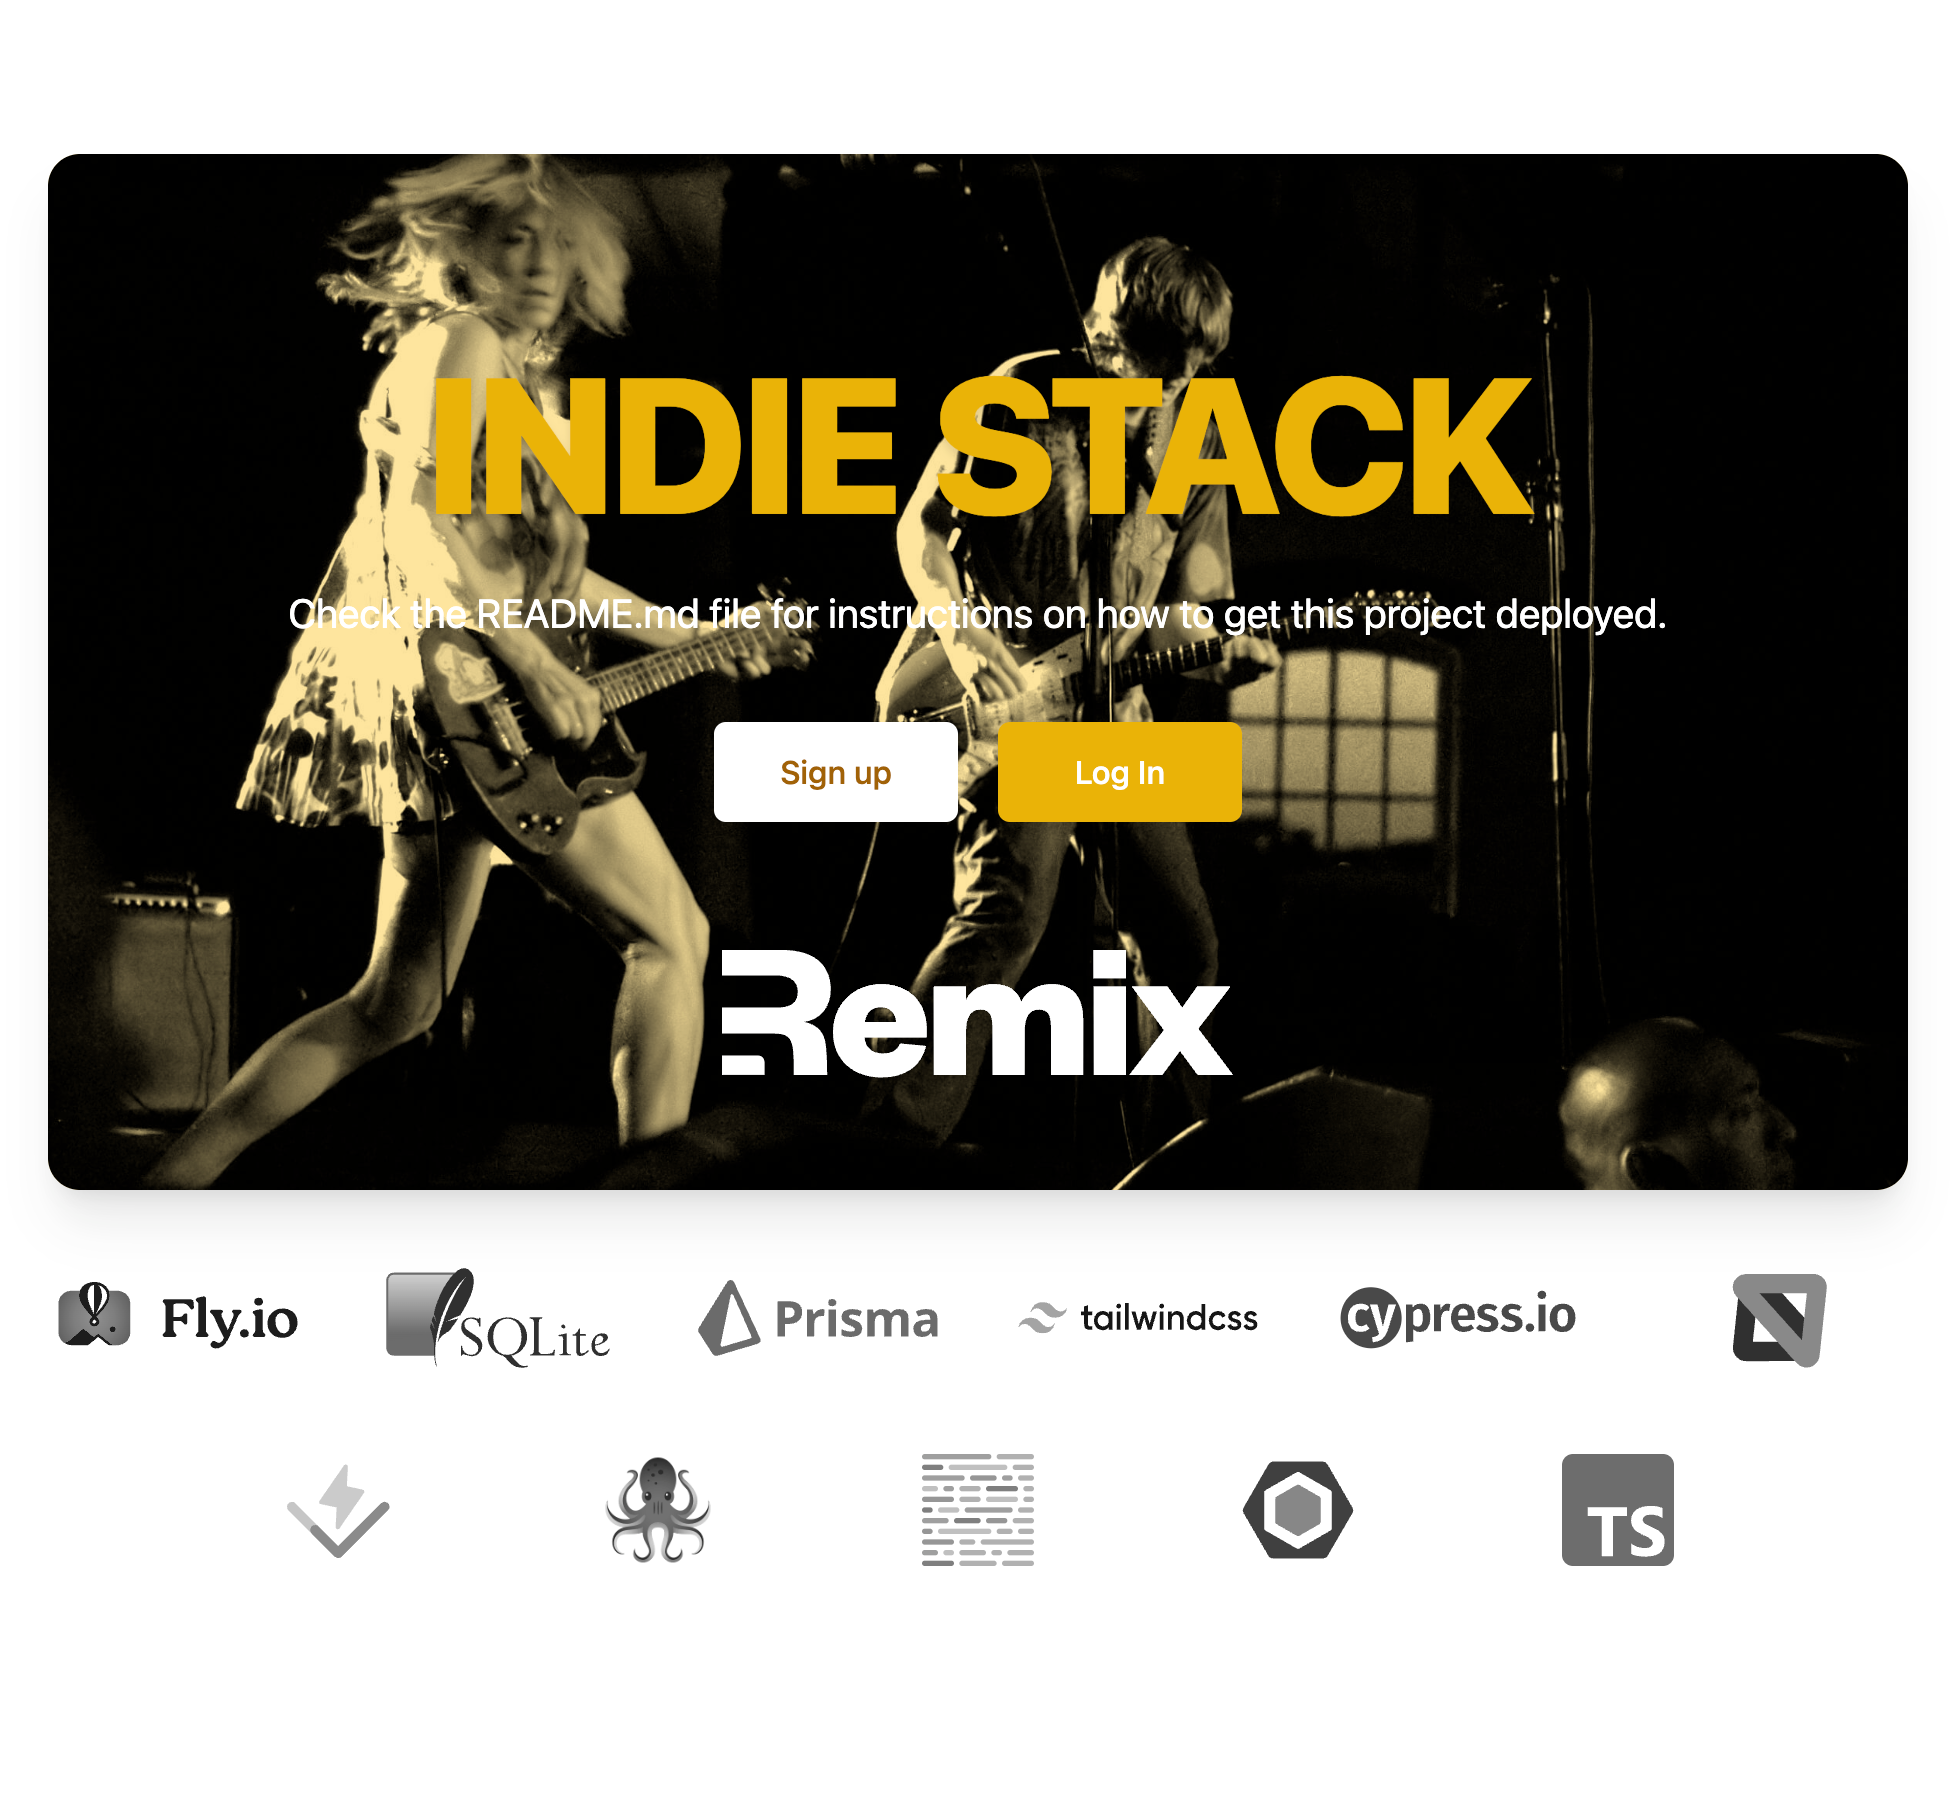 INDIE STACK
Check the README.md file for instructions on how to get this project deployed.
Sign up
Log In
Remix
Fly.io
SQLite
Prisma
tailwindcss
cypress.io
TS